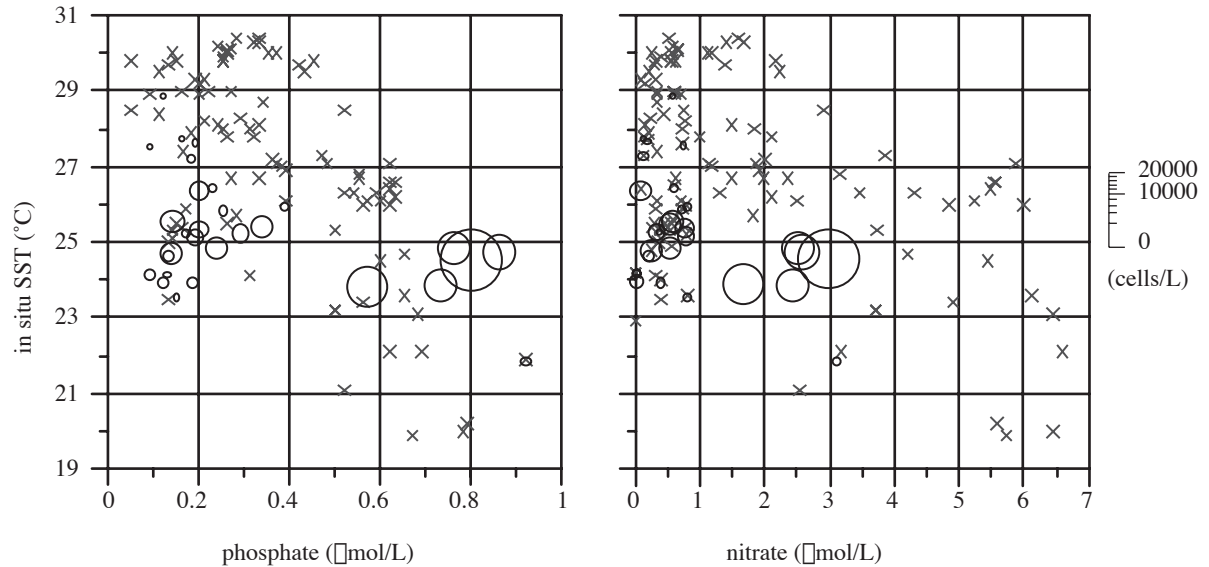 31
29
27
25
23
21
19
in situ SST (˚C)
0 0.2 0.4 0.6 0.8 1
phosphate (□mol/L)
0 1 2 3 4 5 6 7
nitrate (□mol/L)
20000
10000
0
(cells/L)